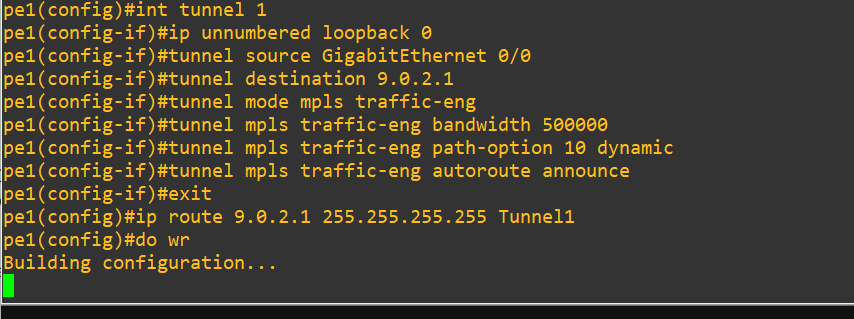 pe1(config)#int tunnel 1
pe1(config-if)#ip unnumbered loopback 0
pe1(config-if)#tunnel source GigabitEthernet 0/0
pe1(config-if)#tunnel destination 9.0.2.1
pe1(config-if)#tunnel mode mpls traffic-eng
pe1(config-if)#tunnel mpls traffic-eng bandwidth 500000
pe1(config-if)#tunnel mpls traffic-eng path-option 10 dynamic
pe1(config-if)#tunnel mpls traffic-eng autoroute announce
pe1(config-if)#exit
pe1(config)#ip route 9.0.2.1 255.255.255.255 Tunnel1
pe1(config)#do wr
Building configuration...